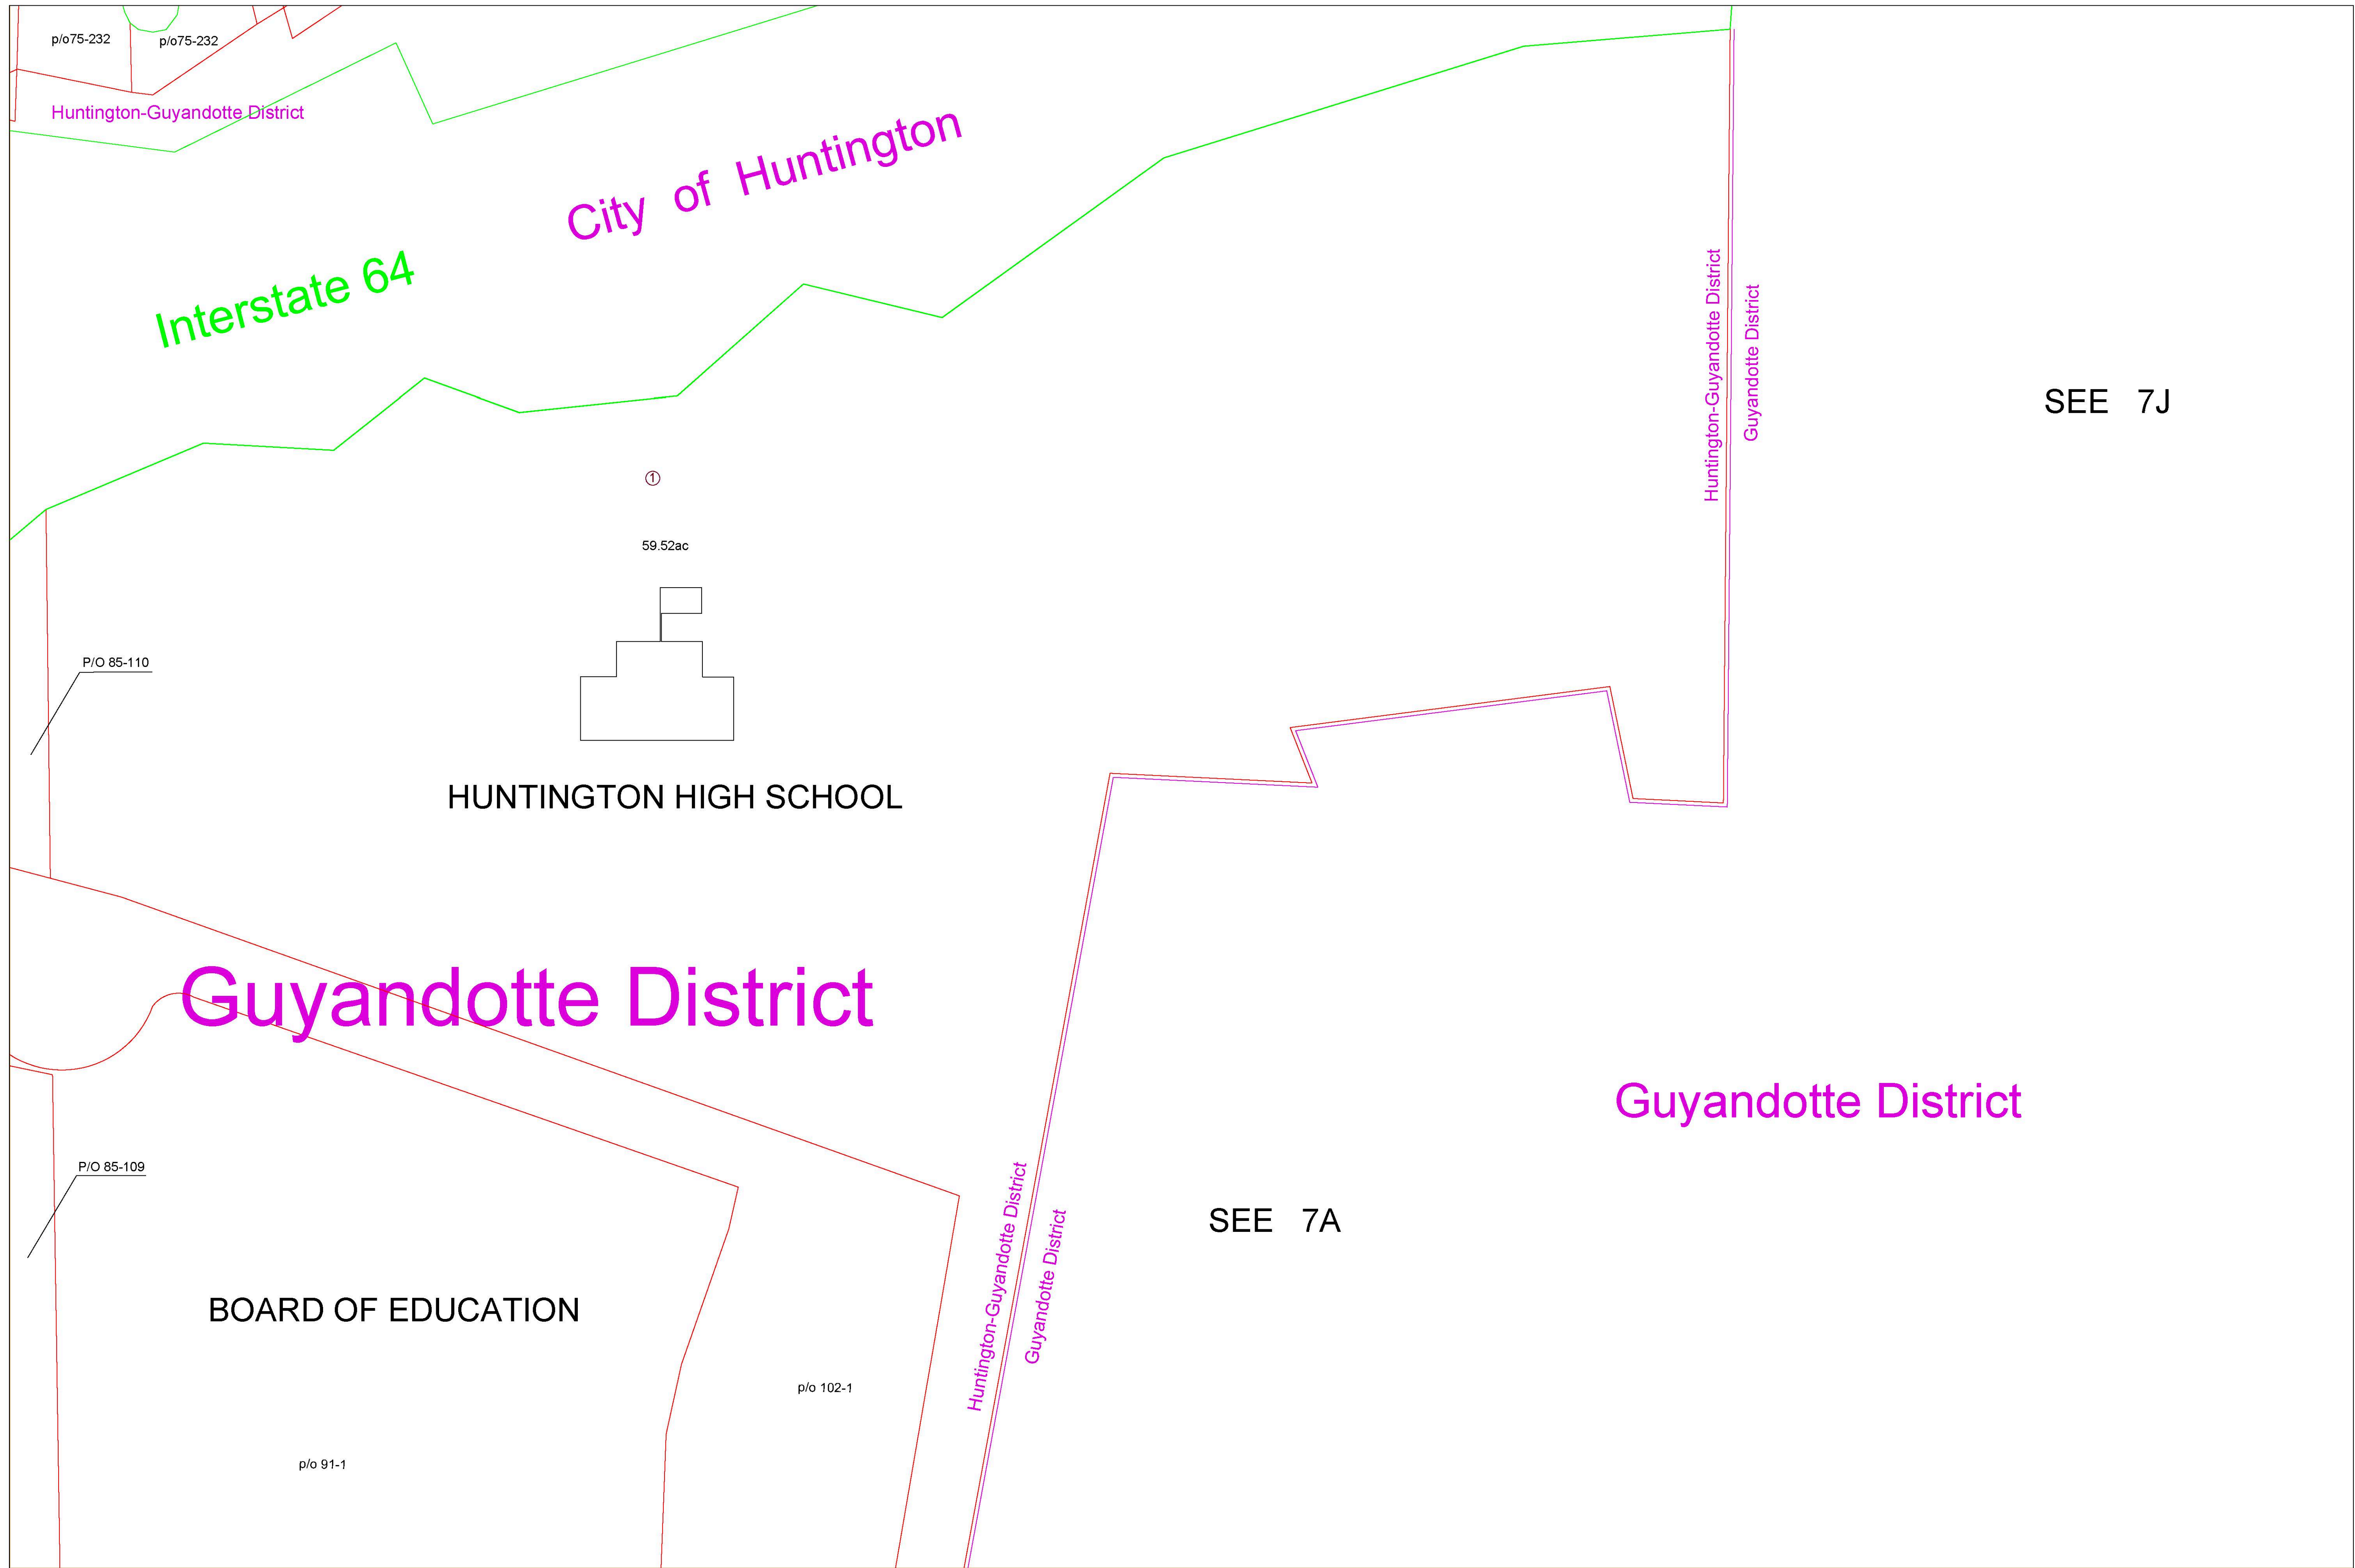 p/o75-232
p/o75-232
Huntington-Guyandotte District
City of Huntington
Interstate 64
Huntington-Guyandotte District
Guyandotte District
SEE 7J
1
59.52ac
P/O 85-110
HUNTINGTON HIGH SCHOOL
Guyandotte District
Guyandotte District
P/O 85-109
Huntington-Guyandotte District
Guyandotte District
SEE 7A
BOARD OF EDUCATION
p/o 102-1
p/o 91-1